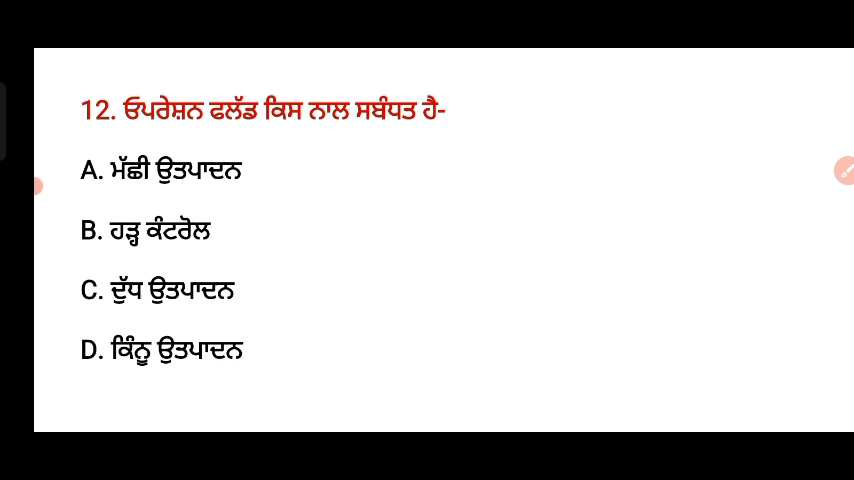 12. ਓਪਰੇਸ਼ਨ ਫਲੱਡ ਕਿਸ ਨਾਲ ਸਬੰਧਤ ਹੈ-
A. ਮੱਛੀ ਉਤਪਾਦਨ
B. ਹੜ੍ਹ ਕੰਟਰੋਲ
C. ਦੁੱਧ ਉਤਪਾਦਨ
D. ਕਿੰਨੂ ਉਤਪਾਦਨ